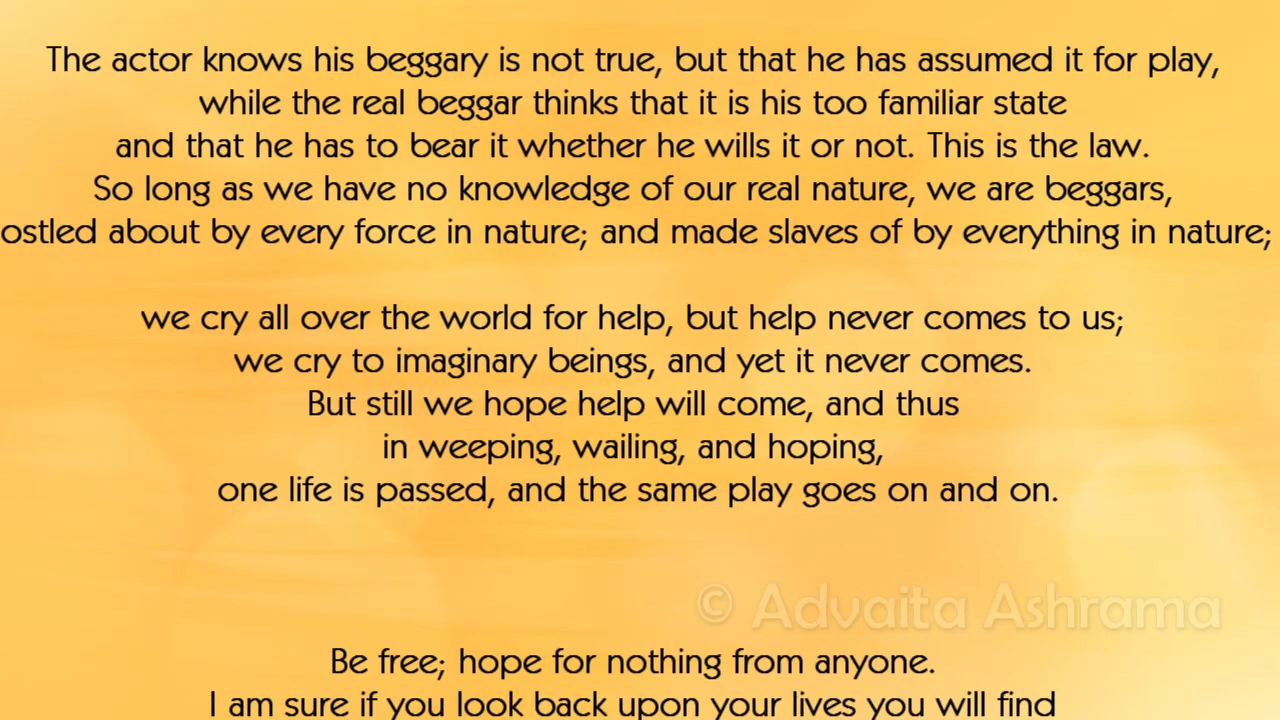 The actor knows his beggary is not true, but that he has assumed it for play,
while the real beggar thinks that it is his too familiar state
and that he has to bear it whether he wills it or not. This is the law.
So long as we have no knowledge of our real nature, we are beggars,
ostled about by every force in nature; and made slaves of by everything in nature;
we cry all over the world for help, but help never comes to us;
we cry to imaginary beings, and yet it never comes.
But still we hope help will come, and thus
in weeping, wailing, and hoping,
one life is passed, and the same play goes on and on.
© Advaita Ashrama
Be free; hope for nothing from anyone.
I am sure if you look back upon your lives you will find